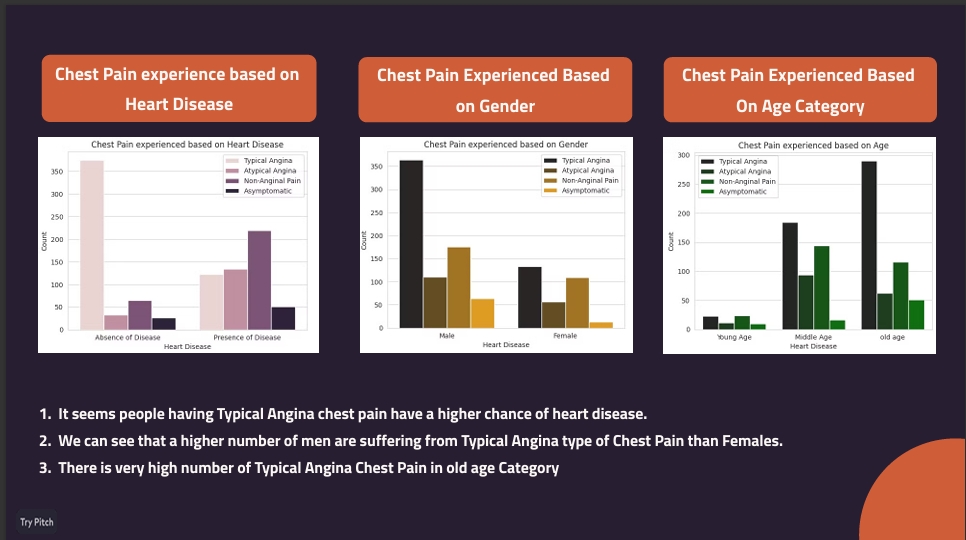 Chest Pain experience based on
Heart Disease
Chest Pain Experienced Based
on Gender
Chest Pain Experienced Based
On Age Category
Chest Pain experienced based on Heart Disease
Typical Angina
Atypical Angina
Non-Anginal Pain
Asymptomatic
350
300
250
200
150
100
50
0
Count
Absence of Disease
Presence of Disease
Heart Disease
Chest Pain experienced based on Gender
Typical Angina
Atypical Angina
Non-Anginal Pain
Asymptomatic
350
300
250
200
150
100
50
0
Count
Male
Female
Heart Disease
Chest Pain experienced based on Age
Typical Angina
Atypical Angina
Non-Anginal Pain
Asymptomatic
300
250
200
150
100
50
0
Count
Young Age
Middle Age
old age
Heart Disease
1. It seems people having Typical Angina chest pain have a higher chance of heart disease.
2. We can see that a higher number of men are suffering from Typical Angina type of Chest Pain than Females.
3. There is very high number of Typical Angina Chest Pain in old age Category
Try Pitch